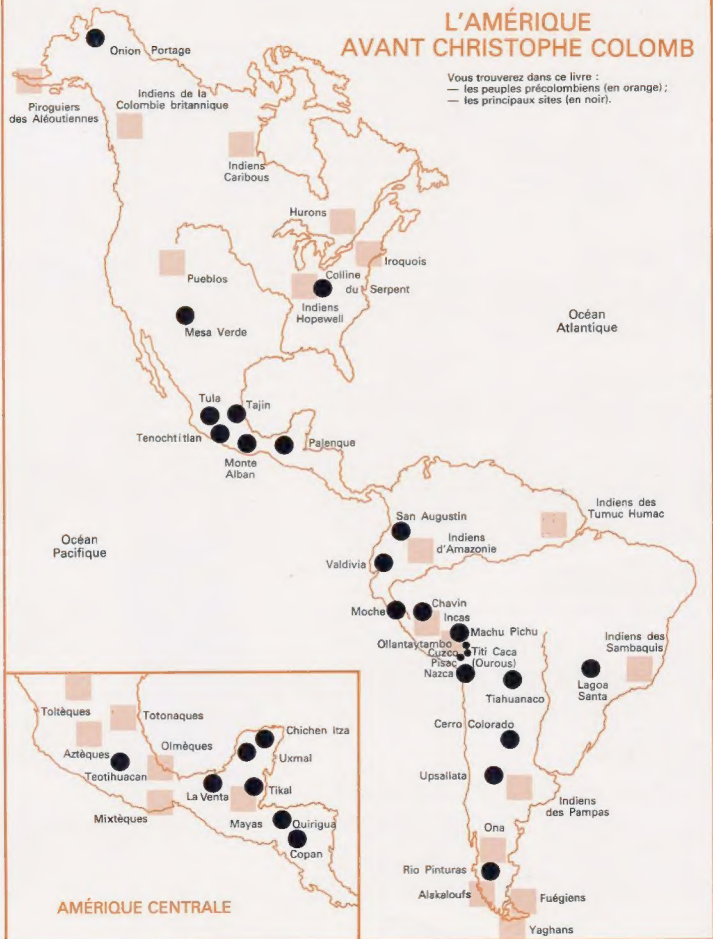 L'AMÉRIQUE
AVANT CHRISTOPHE COLOMB
Vous trouverez dans ce livre :
— les peuples précolombiens (en orange) ;
— les principaux sites (en noir).
Onion Portage
Piroguiers
des Aléoutiennes
Indiens de la
Colombie britannique
Indiens
Caribous
Hurons
Iroquois
Pueblos
Colline
du Serpent
Indiens
Hopewell
Mesa Verde
Océan
Atlantique
Tula
Tajin
Tenochtitlan
Monte
Alban
Palenque
Océan
Pacifique
San Augustin
Indiens
d'Amazonie
Indiens des
Tumuc Humac
Valdivia
Moche
Chavin
Incas
Machu Pichu
Ollantaytambo
Cuzco
Titi Caca
(Ourous)
Pisac
Nazca
Tiahuanaco
Indiens des
Sambaquis
Lagoa
Santa
Cerro Colorado
Upsallata
Indiens
des Pampas
Ona
Rio Pinturas
Alakaloufs
Fuégiens
Yaghans
Toltèques
Totonaques
Aztèques
Olmèques
Teotihuacan
Chichen Itza
Uxmal
La Venta
Tikal
Mixtèques
Mayas
Quirigua
Copan
AMÉRIQUE CENTRALE